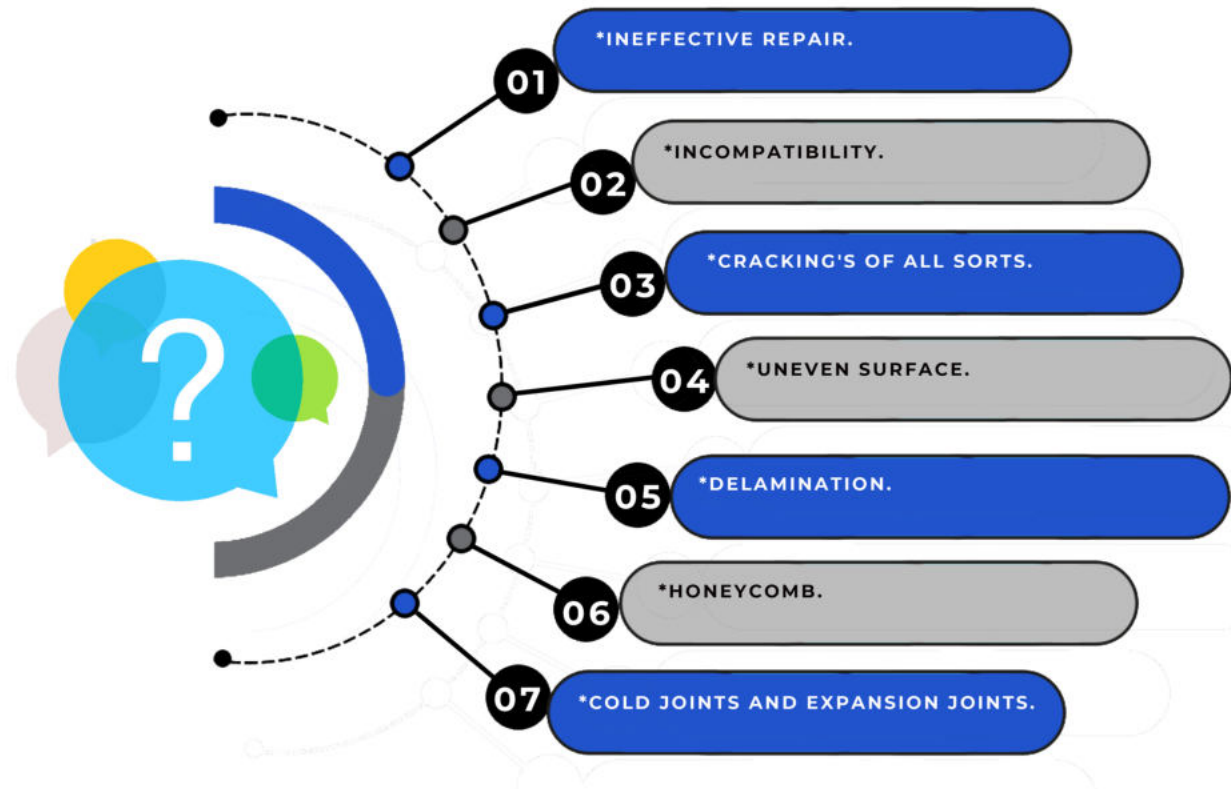 01
*INEFFECTIVE REPAIR.
02
*INCOMPATIBILITY.
03
*CRACKING'S OF ALL SORTS.
04
*UNEVEN SURFACE.
05
*DELAMINATION.
06
*HONEYCOMB.
07
*COLD JOINTS AND EXPANSION JOINTS.
?